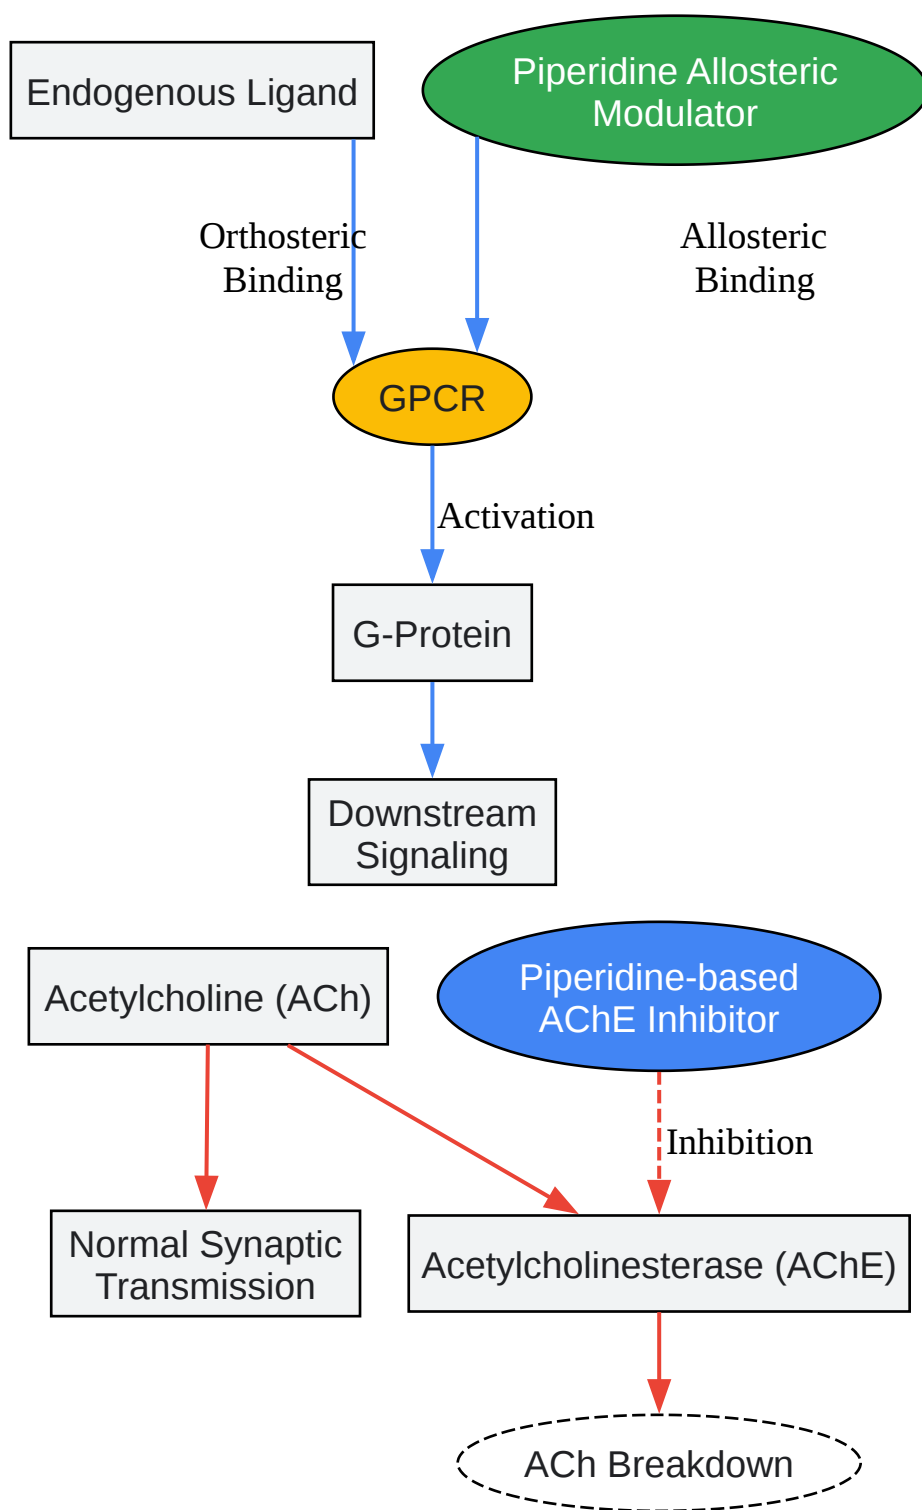 Endogenous Ligand
Piperidine Allosteric
Modulator
Orthosteric
Binding
Allosteric
Binding
GPCR
Activation
G-Protein
Downstream
Signaling
Acetylcholine (ACh)
Piperidine-based
AChE Inhibitor
Inhibition
Normal Synaptic
Transmission
Acetylcholinesterase (AChE)
ACh Breakdown